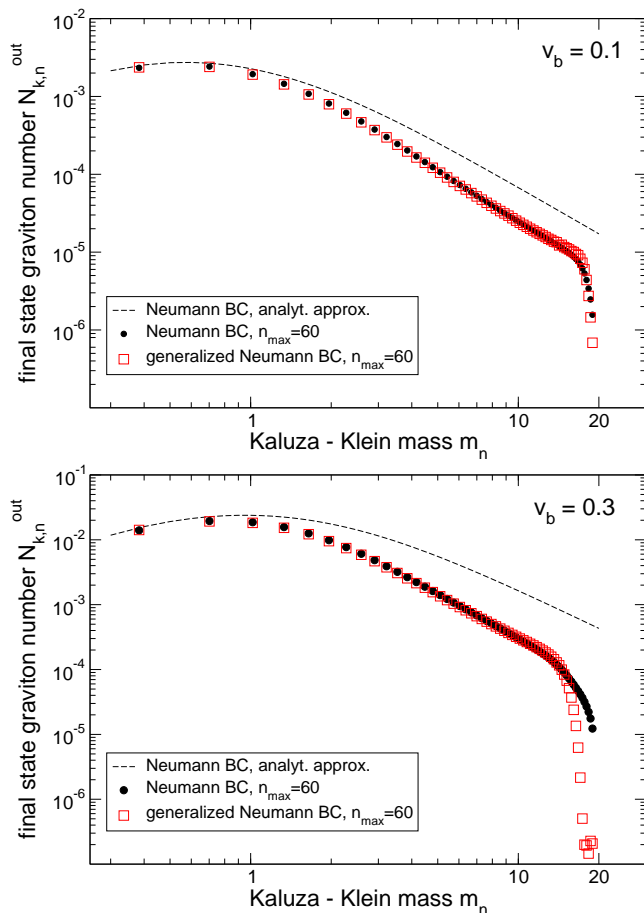 10^-2
v_b = 0.1
10^-3
10^-4
10^-5
10^-6
final state graviton number N_k,n^out
Neumann BC, analyt. approx.
Neumann BC, n_max=60
generalized Neumann BC, n_max=60
1 10 20
Kaluza - Klein mass m_n
10^-1
v_b = 0.3
10^-2
10^-3
10^-4
10^-5
10^-6
final state graviton number N_k,n^out
Neumann BC, analyt. approx.
Neumann BC, n_max=60
generalized Neumann BC, n_max=60
1 10 20
Kaluza - Klein mass m_n